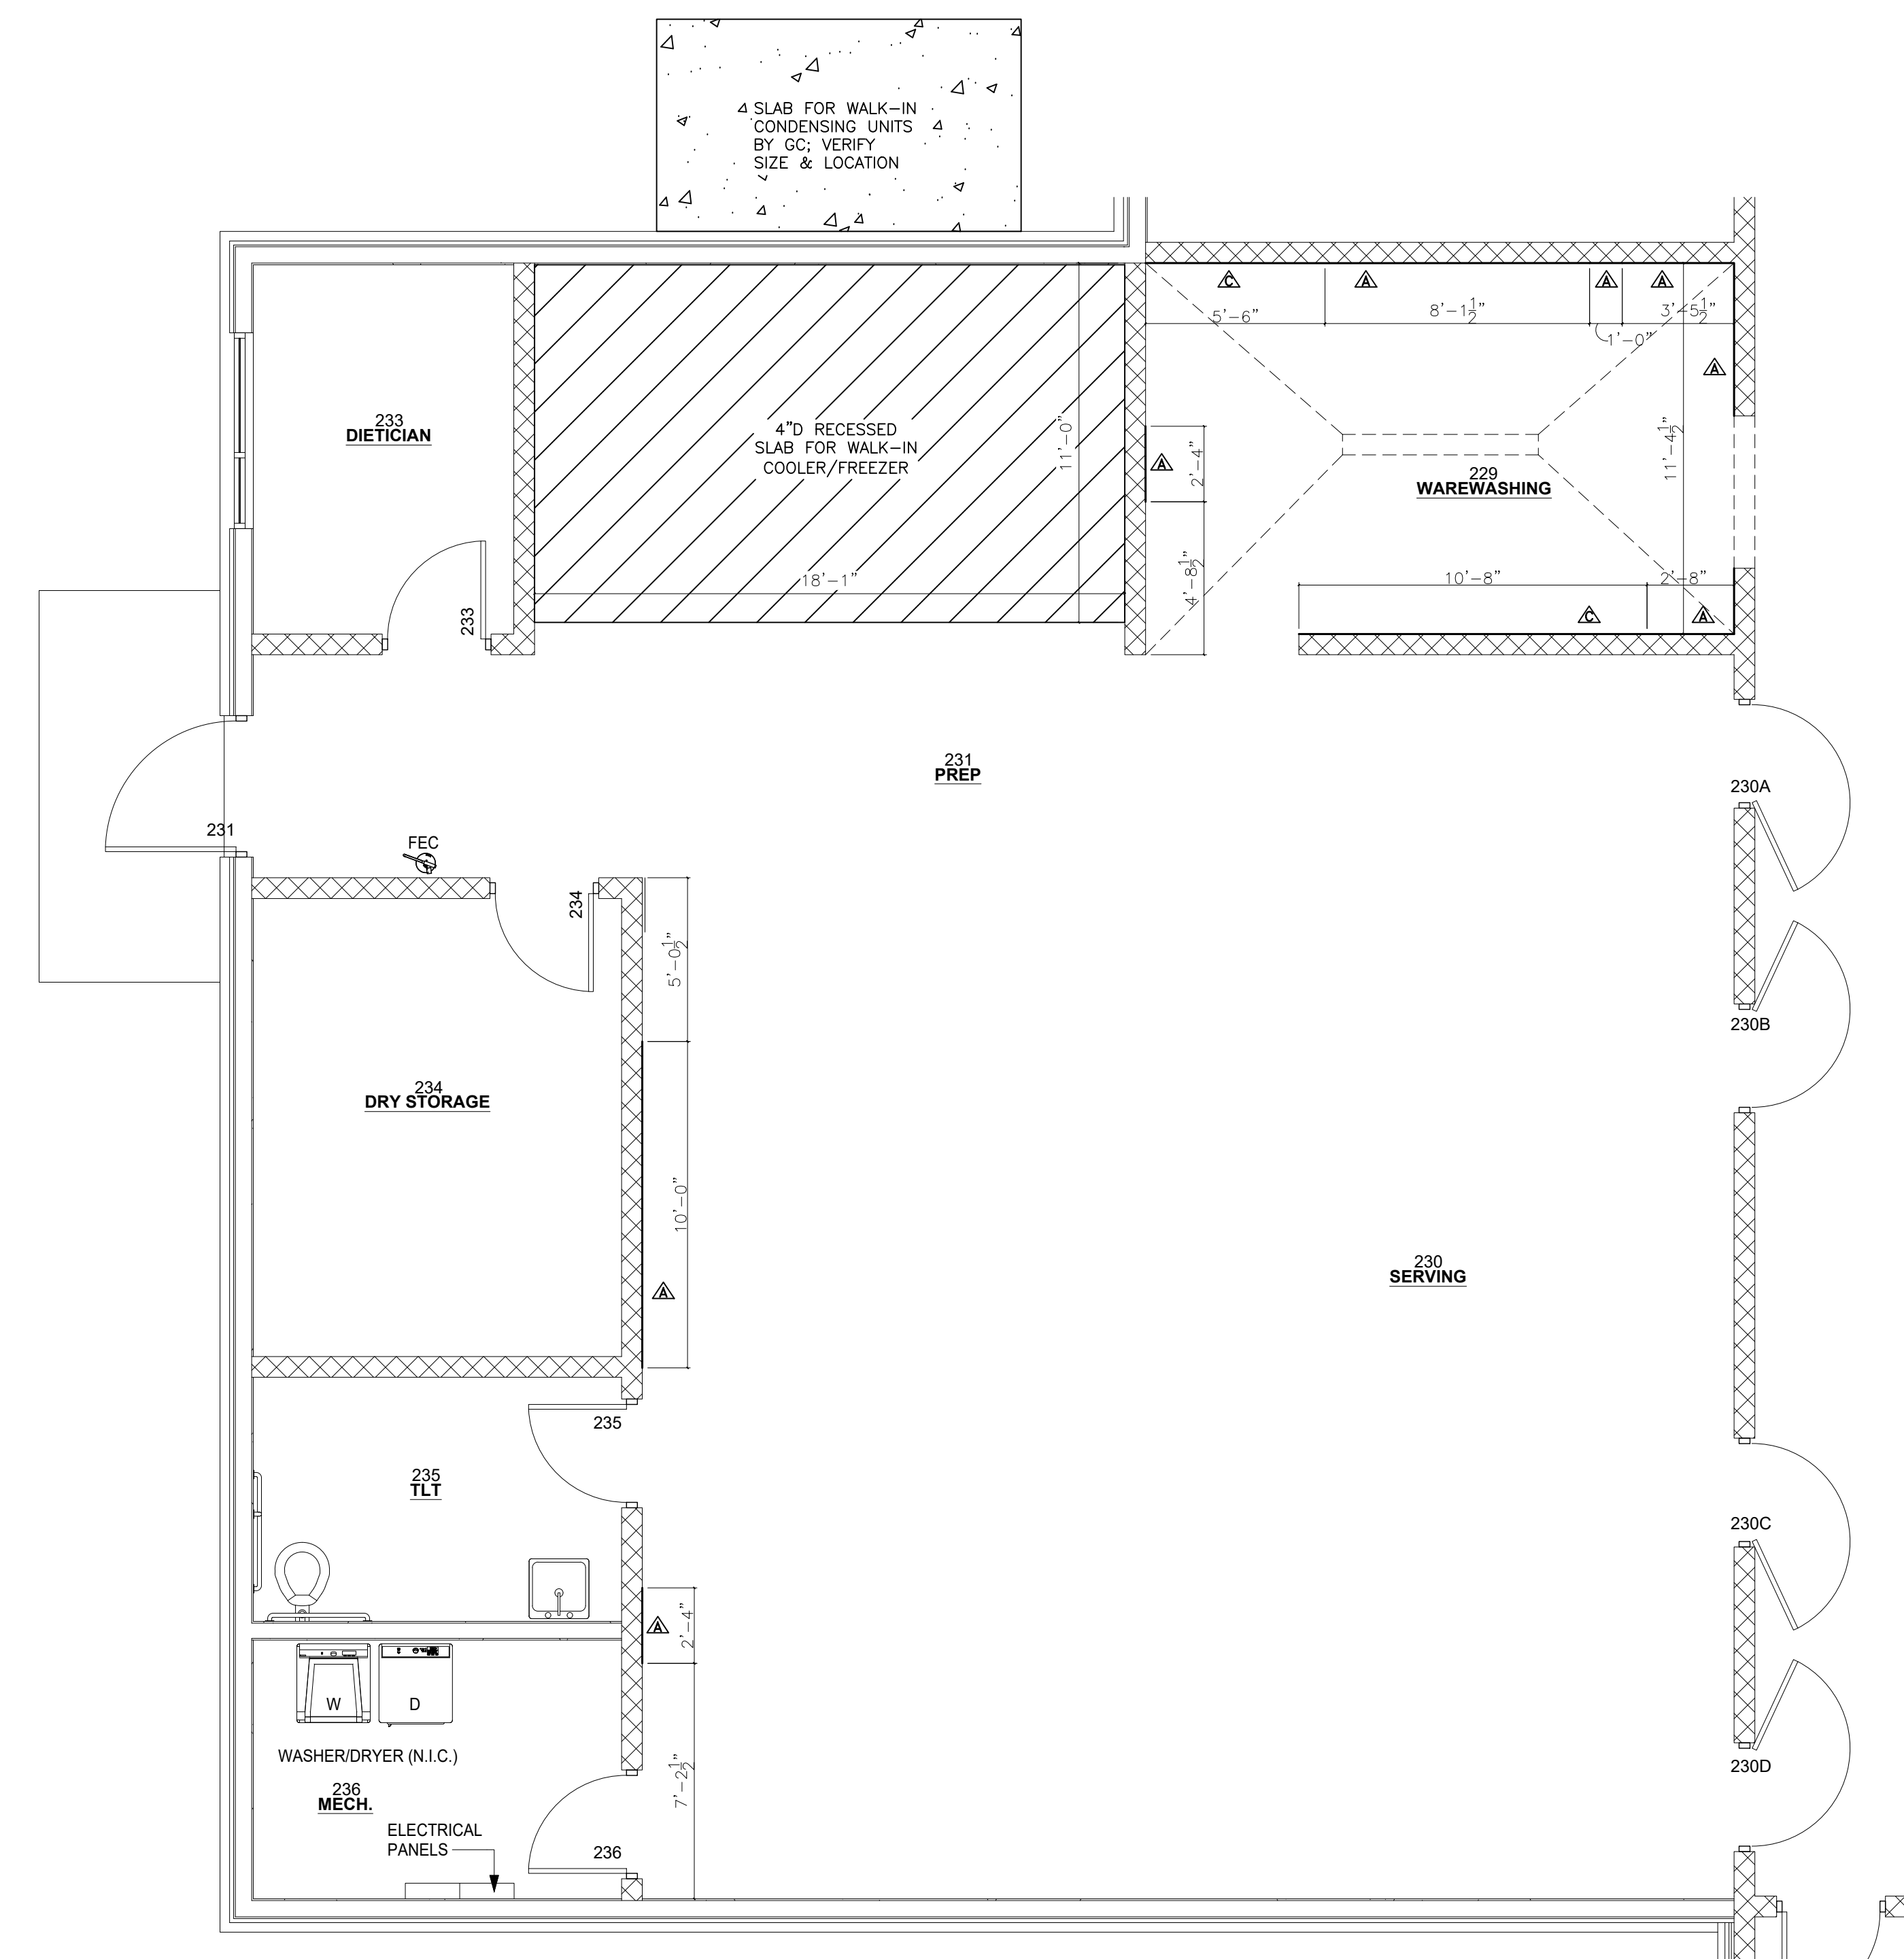 SLAB FOR WALK-IN
CONDENSING UNITS
BY GC; VERIFY
SIZE & LOCATION
C
A
A
A
5'-6"
8'-1 1/2"
1'-0"
3'-5 1/2"
A
233
DIETICIAN
4"D RECESSED
SLAB FOR WALK-IN
COOLER/FREEZER
11'-0"
18'-1"
A
2'-4"
4'-8 1/2"
229
WAREWASHING
11'-4 1/2"
10'-8"
2'-8"
C
A
233
231
PREP
231
FEC
234
230A
5'-0 1/2"
230B
234
DRY STORAGE
10'-0"
A
230
SERVING
235
235
TLT
230C
A
2'-4"
W
D
WASHER/DRYER (N.I.C.)
236
MECH.
7'-2 1/2"
230D
ELECTRICAL
PANELS
236